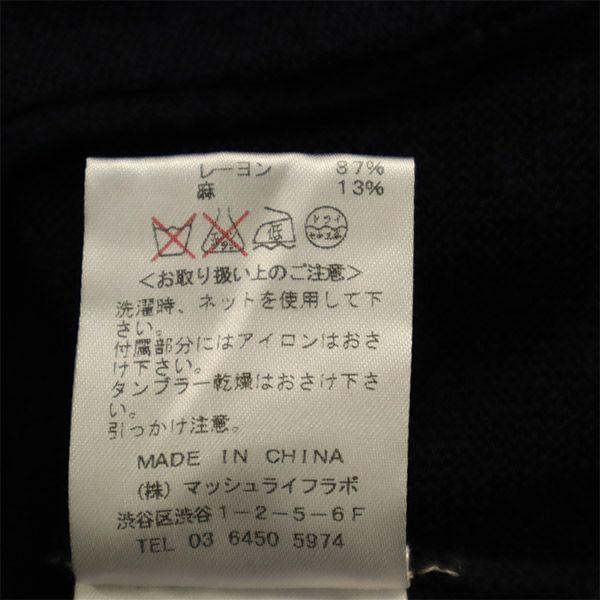 レーヨン 87%
麻 13%
低 ドライ
<お取り扱い上のご注意>
洗濯時、ネットを使用して下
さい。
付属部分にはアイロンはおさ
け下さい。
タンブラー乾燥はおさけ下さ
い。
引っかけ注意。
MADE IN CHINA
(株) マッシュライフラボ
渋谷区渋谷1-2-5-6F
TEL 03 6450 5974